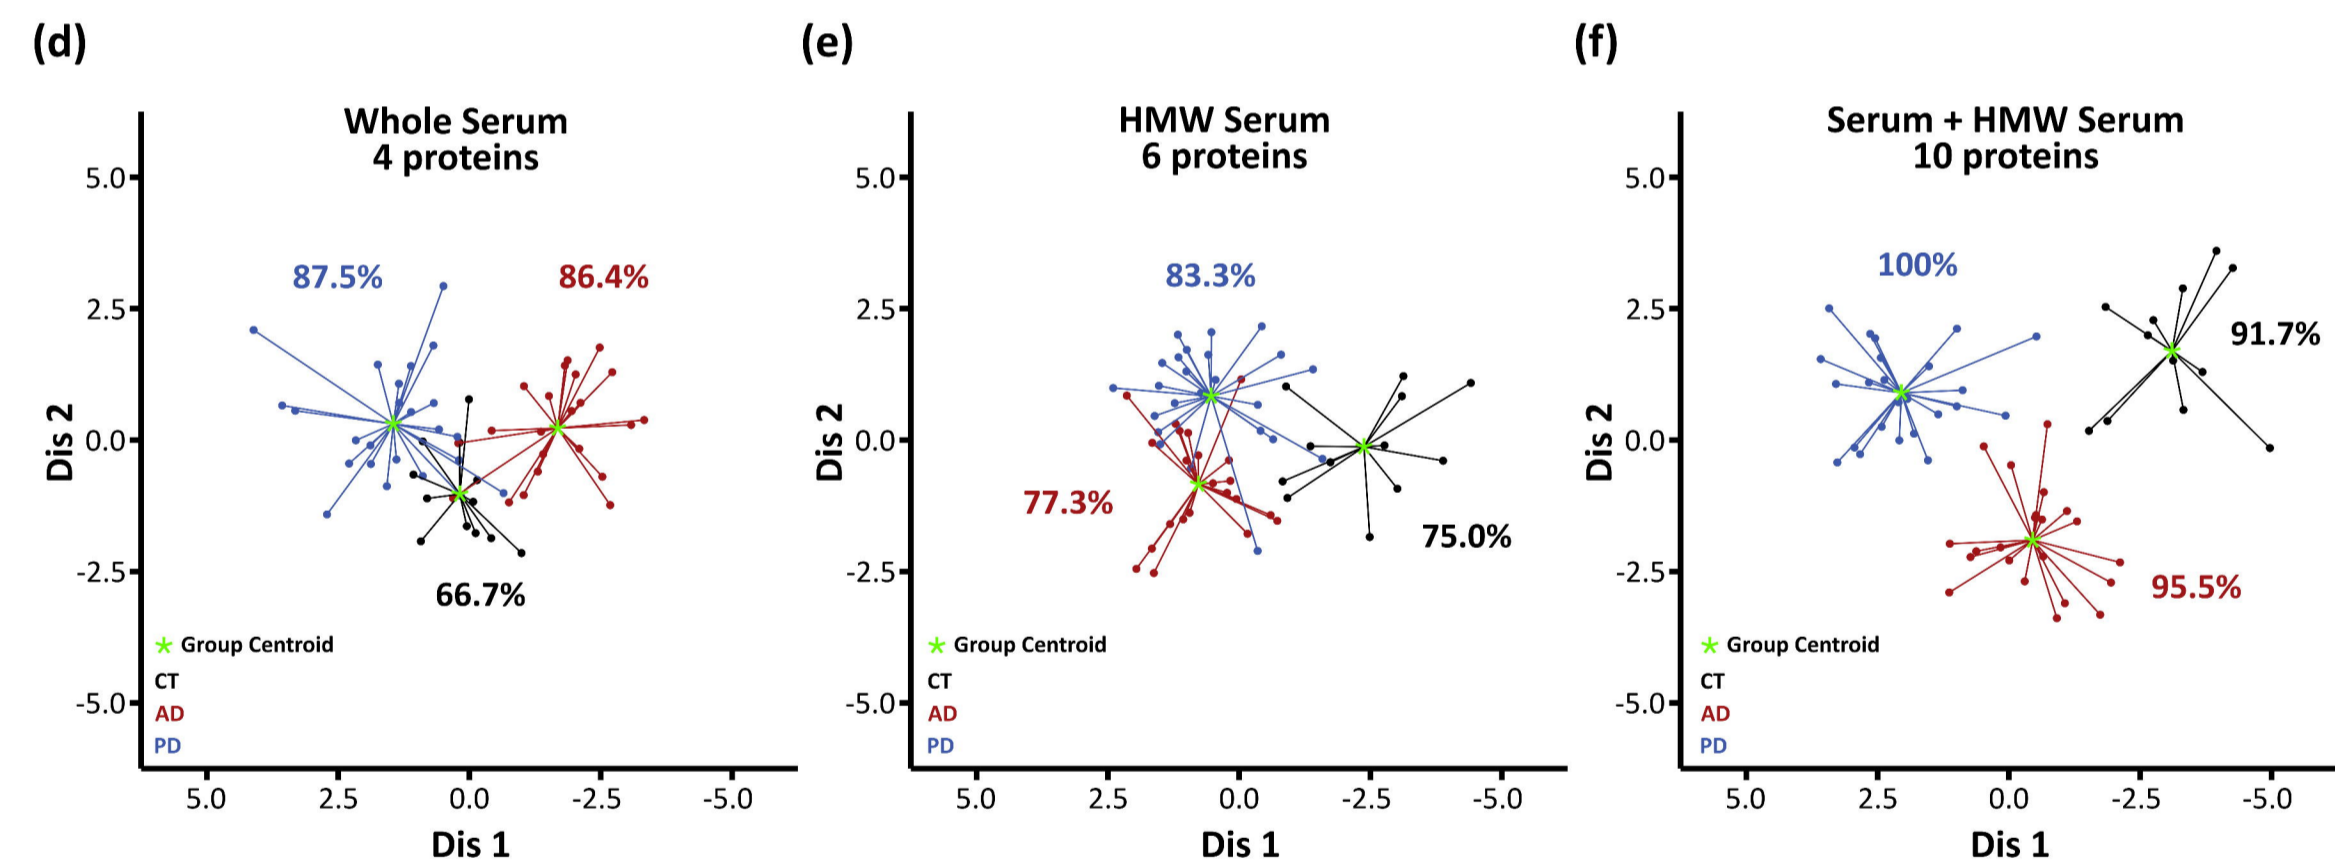 (d)
Whole Serum
4 proteins
5.0
2.5
0.0
-2.5
-5.0
Dis 2
87.5%
86.4%
66.7%
Group Centroid
CT
AD
PD
5.0
2.5
0.0
-2.5
-5.0
Dis 1
(e)
HMW Serum
6 proteins
5.0
2.5
0.0
-2.5
-5.0
Dis 2
83.3%
77.3%
75.0%
Group Centroid
CT
AD
PD
5.0
2.5
0.0
-2.5
-5.0
Dis 1
(f)
Serum + HMW Serum
10 proteins
5.0
2.5
0.0
-2.5
-5.0
Dis 2
100%
91.7%
95.5%
Group Centroid
CT
AD
PD
5.0
2.5
0.0
-2.5
-5.0
Dis 1